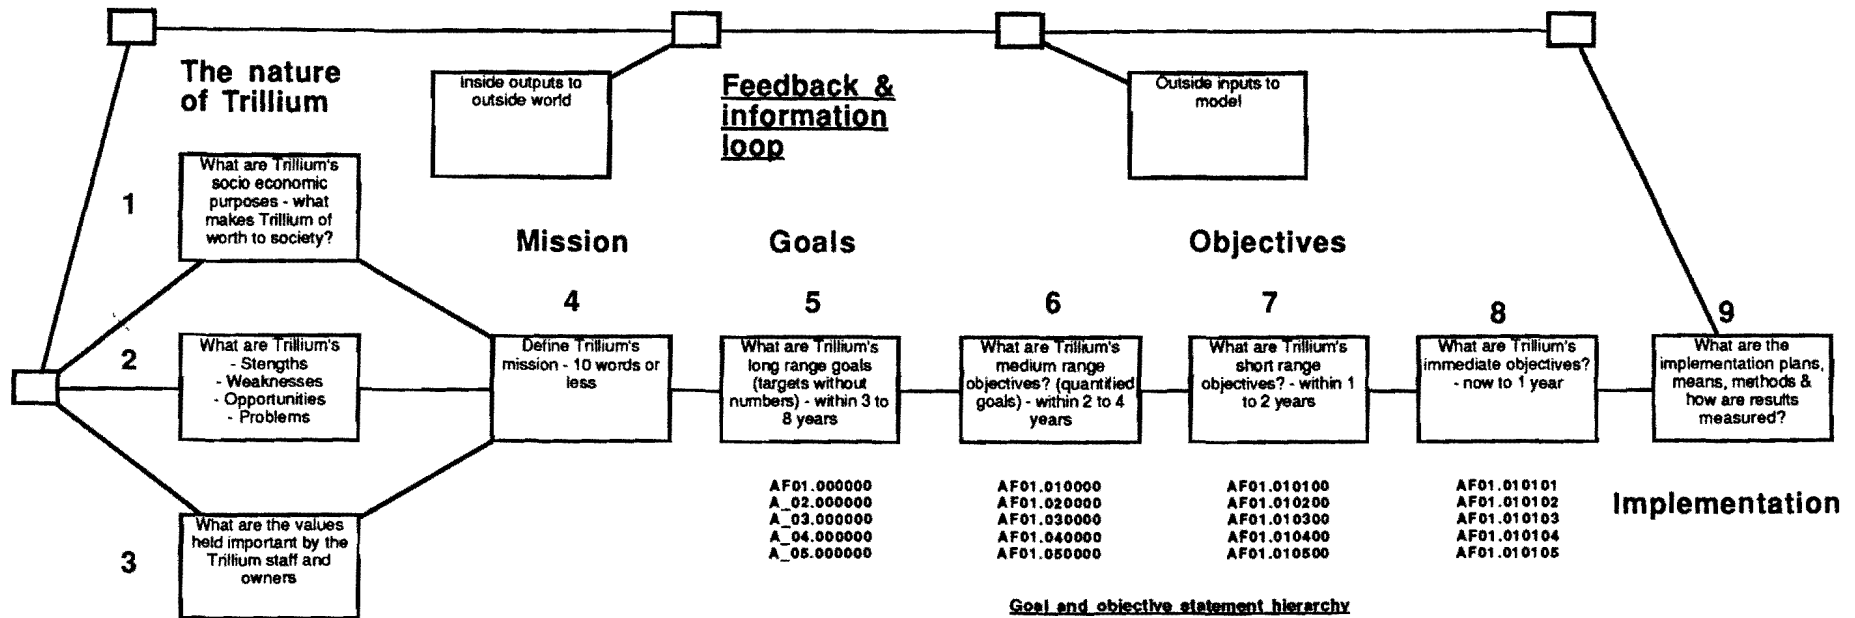 The nature
of Trillium
Inside outputs to
outside world
Feedback &
information
loop
Outside inputs to
model
1
What are Trillium's
socio economic
purposes - what
makes Trillium of
worth to society?
Mission
Goals
Objectives
2
What are Trillium's
- Stengths
- Weaknesses
- Opportunities
- Problems
4
Define Trillium's
mission - 10 words or
less
5
What are Trillium's
long range goals
(targets without
numbers) - within 3 to
8 years
6
What are Trillium's
medium range
objectives? (quantified
goals) - within 2 to 4
years
7
What are Trillium's
short range
objectives? - within 1
to 2 years
8
What are Trillium's
immediate objectives?
- now to 1 year
9
What are the
implementation plans,
means, methods &
how are results
measured?
3
What are the values
held important by the
Trillium staff and
owners
AF01.000000
A_02.000000
A_03.000000
A_04.000000
A_05.000000
AF01.010000
AF01.020000
AF01.030000
AF01.040000
AF01.050000
AF01.010100
AF01.010200
AF01.010300
AF01.010400
AF01.010500
AF01.010101
AF01.010102
AF01.010103
AF01.010104
AF01.010105
Implementation
Goal and objective statement hierarchy